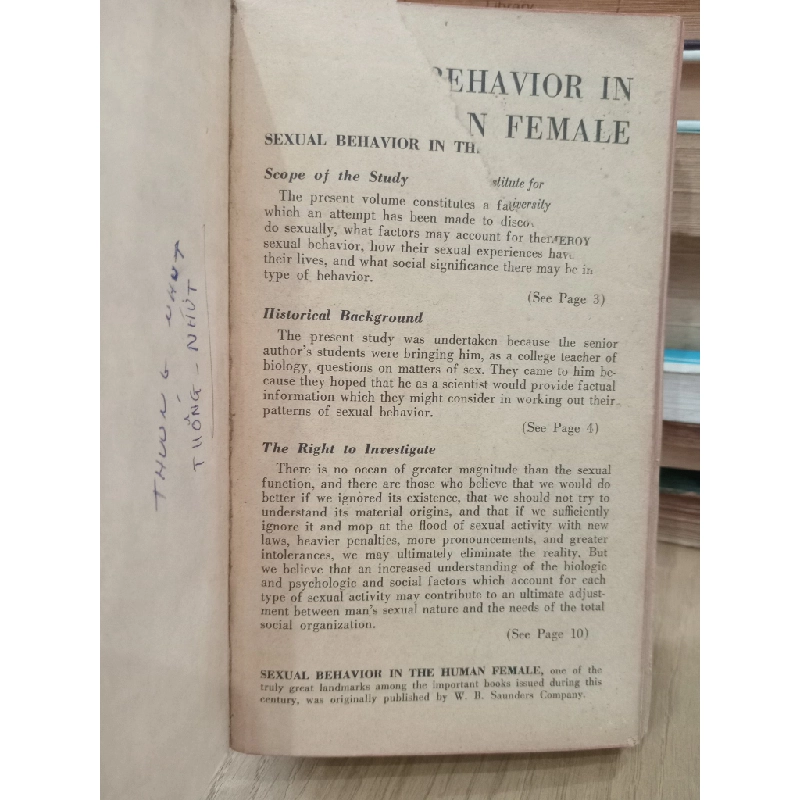 Library
BEHAVIOR IN
N FEMALE
SEXUAL BEHAVIOR IN TH
Scope of the Study
stitute for
The present volume constitutes a fa
iversity
which an attempt has been made to disco
do sexually, what factors may account for the
EROY
sexual behavior, how their sexual experiences hav
their lives, and what social significance there may be in
type of behavior.
(See Page 3)
Historical Background
The present study was undertaken because the senior
author's students were bringing him, as a college teacher of
biology, questions on matters of sex. They came to him be-
cause they hoped that he as a scientist would provide factual
information which they might consider in working out their
patterns of sexual behavior.
(See Page 4)
The Right to Investigate
There is no ocean of greater magnitude than the sexual
function, and there are those who believe that we would do
better if we ignored its existence, that we should not try to
understand its material origins, and that if we sufficiently
ignore it and mop at the flood of sexual activity with new
laws, heavier penalties, more pronouncements, and greater
intolerances, we may ultimately eliminate the reality. But
we believe that an increased understanding of the biologic
and psychologic and social factors which account for each
type of sexual activity may contribute to an ultimate adjust-
ment between man's sexual nature and the needs of the total
social organization.
(See Page 10)
SEXUAL BEHAVIOR IN THE HUMAN FEMALE, one of the
truly great landmarks among the important books issued during this
century, was originally published by W. B. Saunders Company.
NHÚT
THỐNG-NHÚT